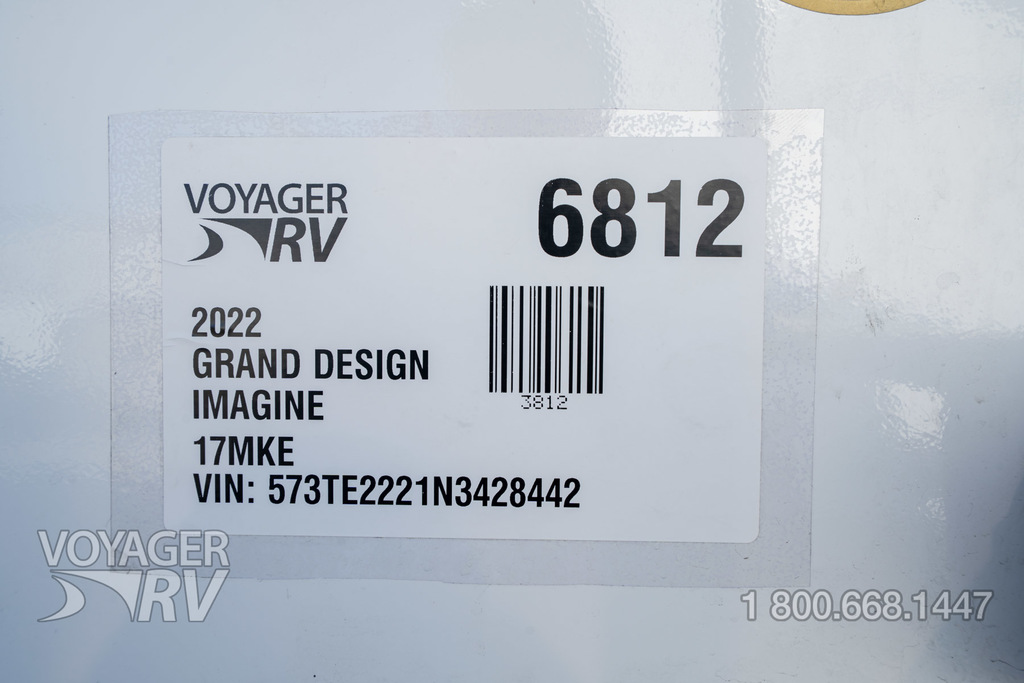 VOYAGER
RV
6812
2022
GRAND DESIGN
IMAGINE
3812
17MKE
VIN: 573TE2221N3428442
VOYAGER
RV
1 800.668.1447